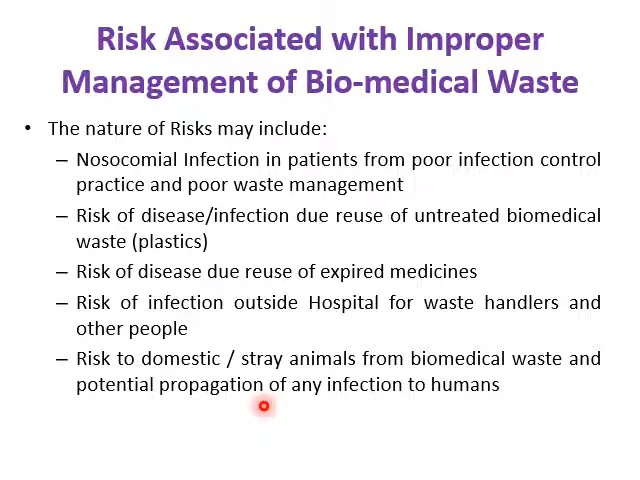 Risk Associated with Improper
Management of Bio-medical Waste
• The nature of Risks may include:
– Nosocomial Infection in patients from poor infection control
practice and poor waste management
– Risk of disease/infection due reuse of untreated biomedical
waste (plastics)
– Risk of disease due reuse of expired medicines
– Risk of infection outside Hospital for waste handlers and
other people
– Risk to domestic / stray animals from biomedical waste and
potential propagation of any infection to humans